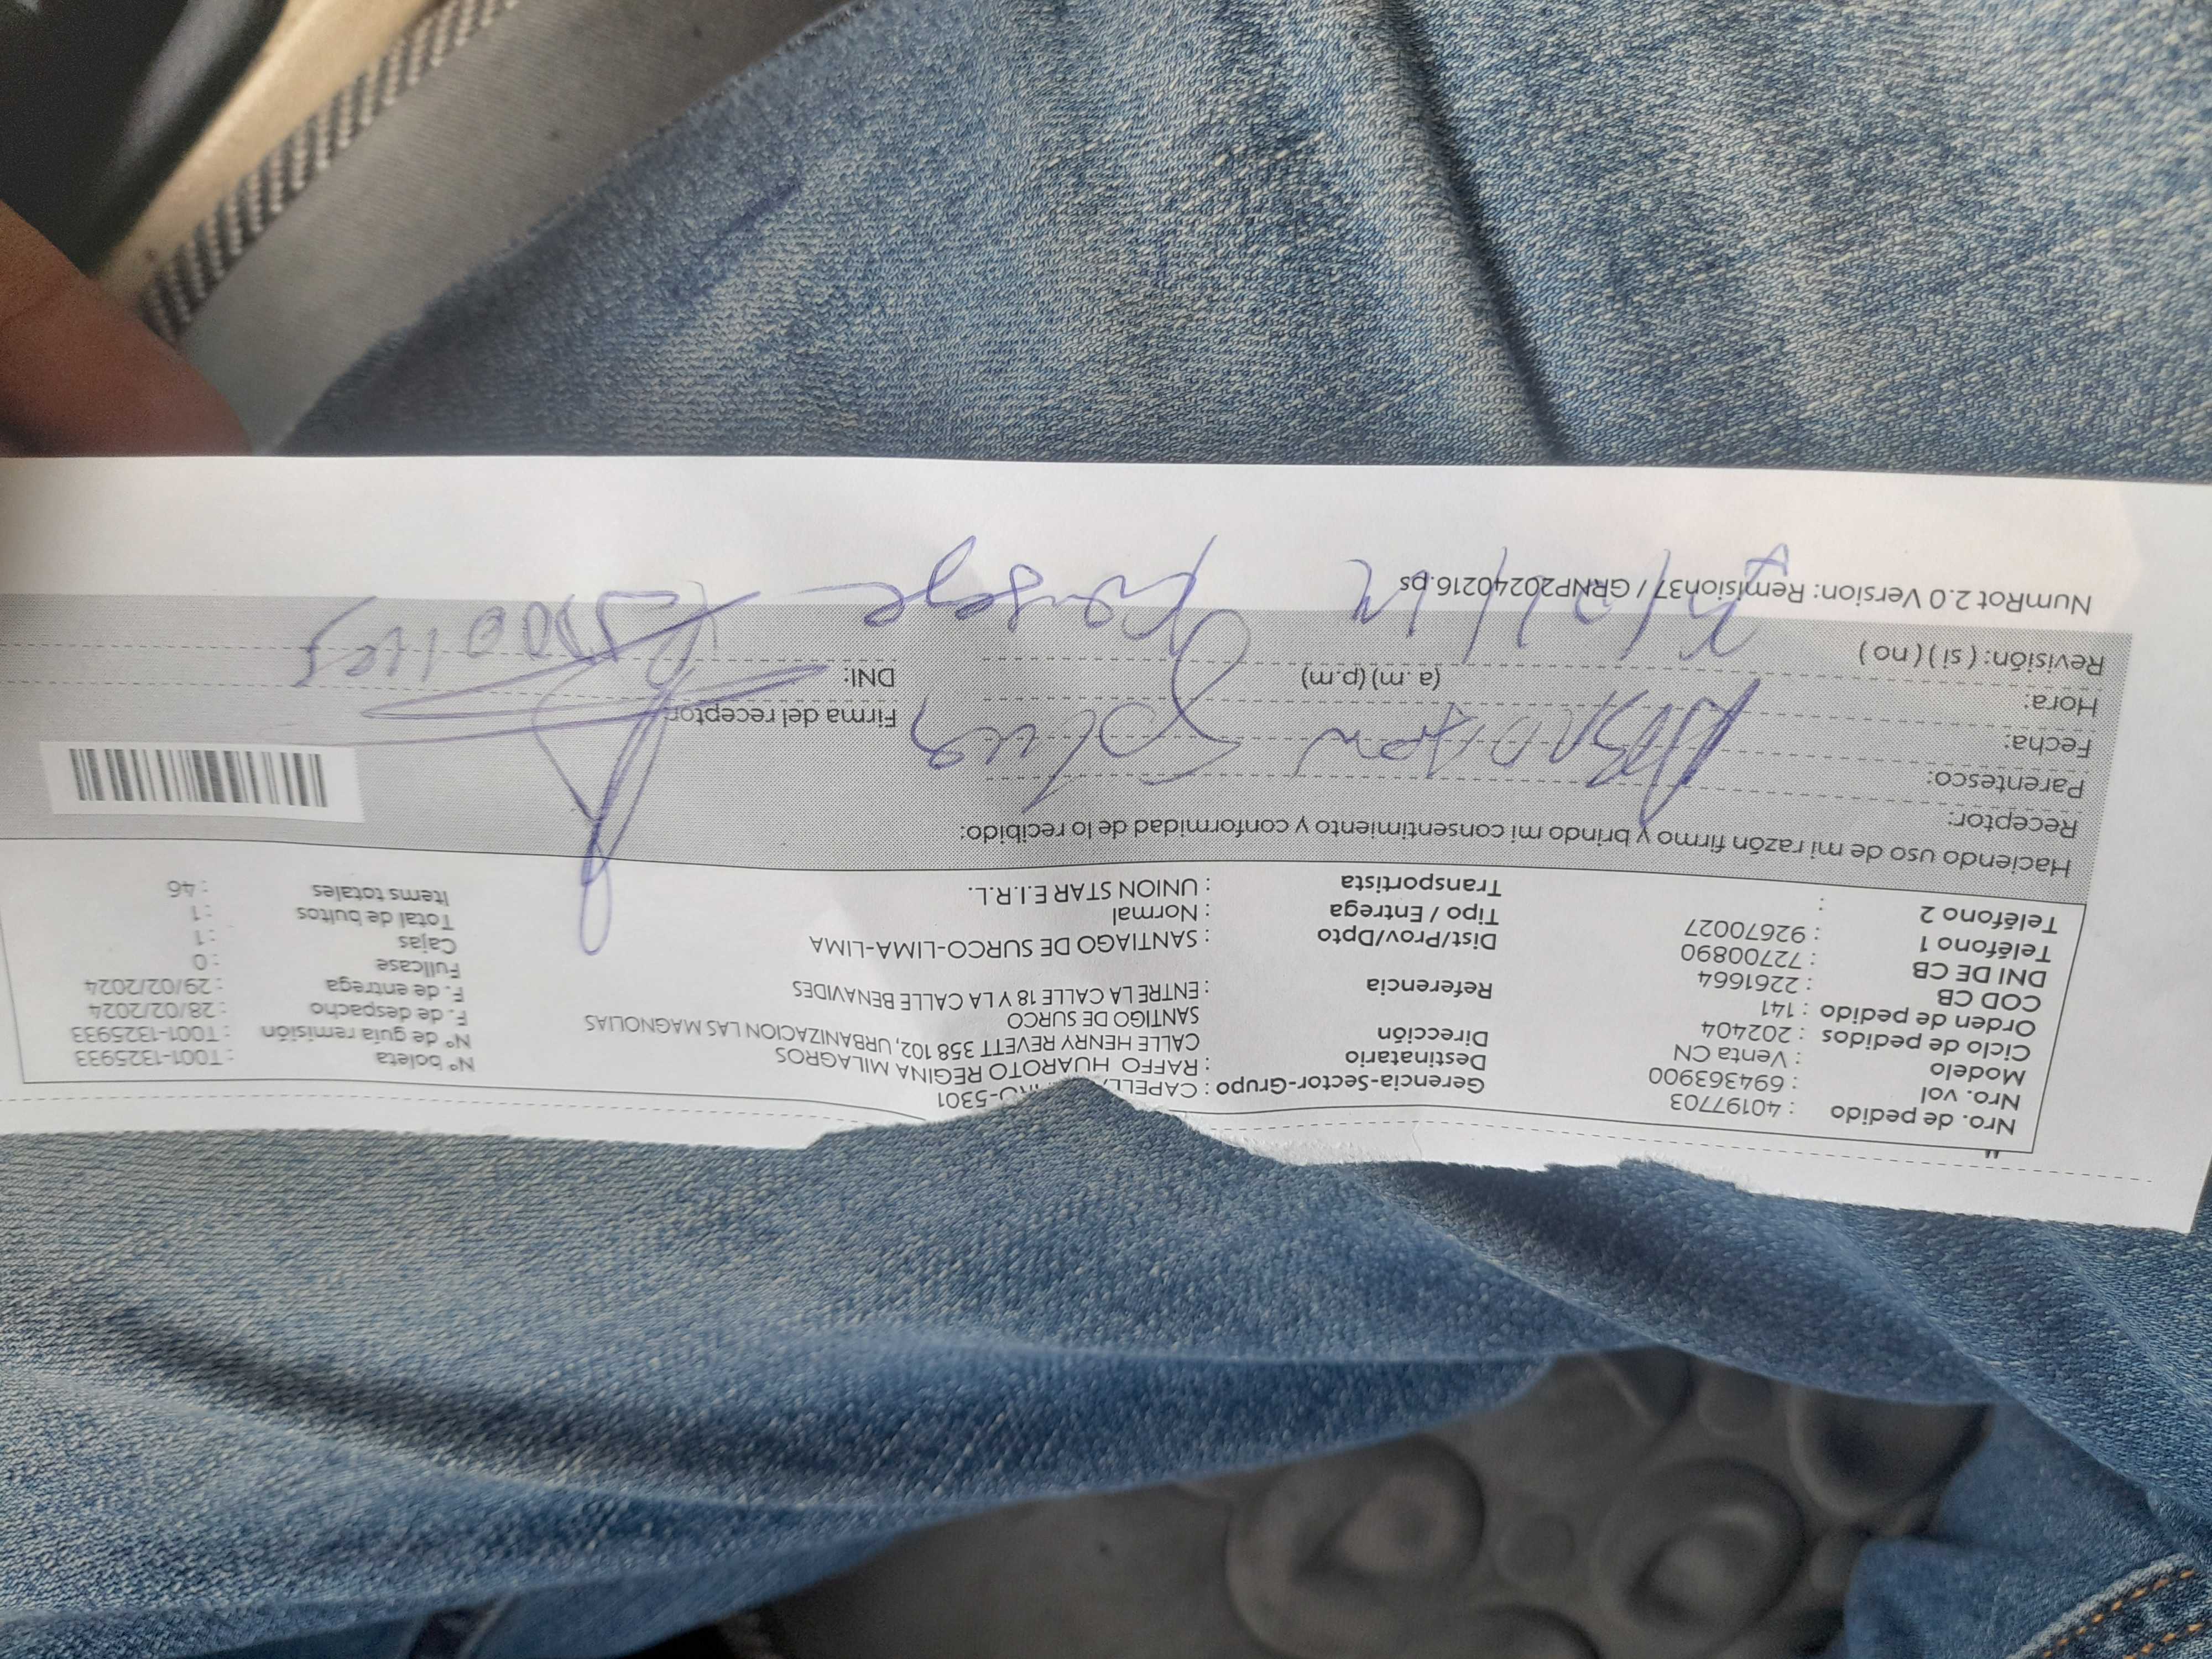 Nro. de pedido : 40197703
Nro. vol : 694363900
Modelo : Venta CN
Ciclo de pedidos : 202404
Orden de pedido : 141
COD CB : 2261664
DNI DE CB : 72700890
Teléfono 1 : 92670027
Teléfono 2 :
Gerencia-Sector-Grupo : CAPELL -5301
Destinatario : RAFFO HUAROTO REGINA MILAGROS
Dirección CALLE HENRY REVETT 358 102, URBANIZACION LAS MAGNOLIAS
SANTIGO DE SURCO
Referencia : ENTRE LA CALLE 18 Y LA CALLE BENAVIDES
Dist/Prov/Dpto : SANTIAGO DE SURCO-LIMA-LIMA
Tipo / Entrega : Normal
Transportista : UNION STAR E.I.R.L.
N° boleta : T001-1325933
N° de guía remisión : T001-1325933
F. de despacho : 28/02/2024
F. de entrega : 29/02/2024
Fullcase : 0
Cajas : 1
Total de bultos : 1
Items totales : 46
Haciendo uso de mi razón firmo y brindo mi consentimiento y conformidad de lo recibido:
Receptor:
Parentesco:
Fecha:
Hora: (a.m) (p.m)
Revisión: ( si ) ( no )
Firma del receptor
DNI:
NumRot 2.0 Version: Remision37 / GRNP20240216.ps